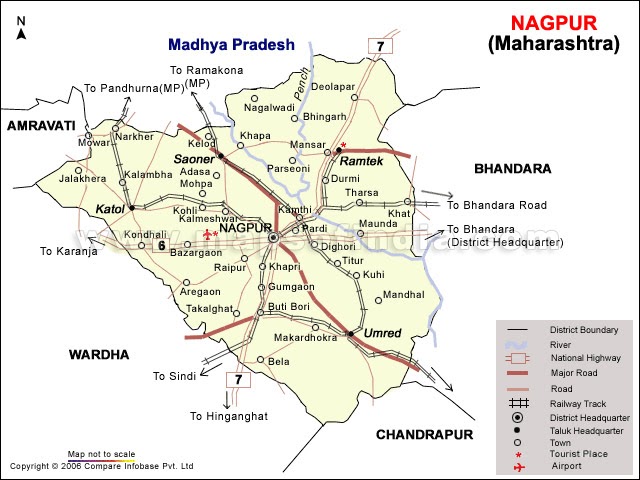 N
NAGPUR
(Maharashtra)
Madhya Pradesh
7
To Ramakona
(MP)
To Pandhurna(MP)
Pench
Deolapar
Nagalwadi
Bhingarh
AMRAVATI
Narkher
Mowar
Kelod
Khapa
Mansar
Ramtek
Saoner
Parseoni
BHANDARA
Jalakhera
Kalambha
Adasa
Mohpa
Durmi
Tharsa
To Bhandara Road
Katol
Kohli
Kalmeshwar
Kamthi
Khat
NAGPUR
Pardi
Maunda
To Bhandara
(District Headquarter)
Kondhali
6
Bazargaon
Dighori
To Karanja
Raipur
Khapri
Titur
Kuhi
Aregaon
Gumgaon
Mandhal
Takalghat
Buti Bori
Makardhokra
Umred
WARDHA
Bela
To Sindi
7
To Hinganghat
CHANDRAPUR
District Boundary
River
National Highway
Major Road
Road
Railway Track
District Headquarter
Taluk Headquarter
Town
Tourist Place
Airport
Map not to scale
Copyright © 2006 Compare Infobase Pvt. Ltd